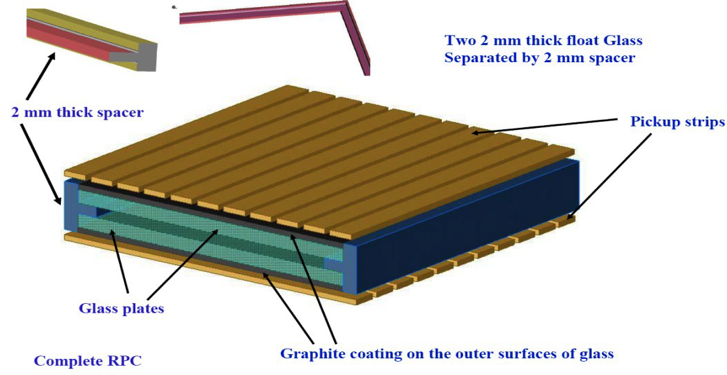 Two 2 mm thick float Glass
Separated by 2 mm spacer
2 mm thick spacer
Pickup strips
Glass plates
Graphite coating on the outer surfaces of glass
Complete RPC